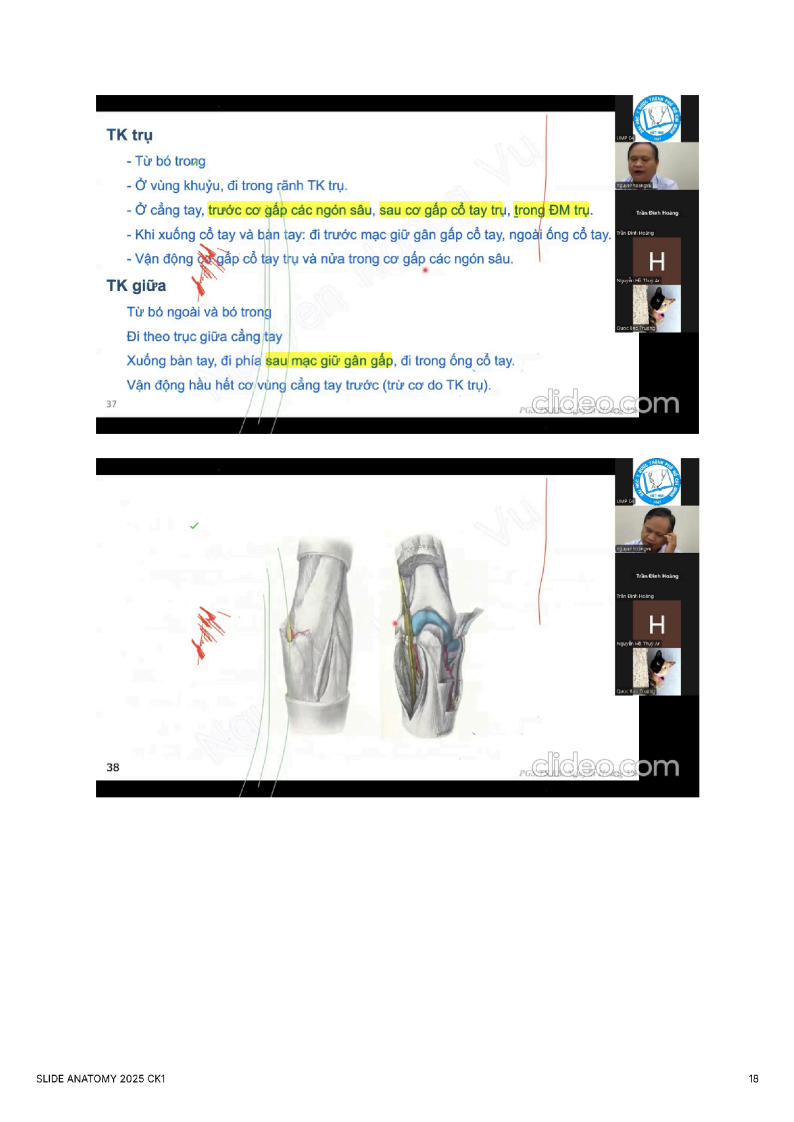 TK trụ
- Từ bó trong
- Ở vùng khuỷu, đi trong rãnh TK trụ.
- Ở cẳng tay, trước cơ gấp các ngón sâu, sau cơ gấp cổ tay trụ, trong ĐM trụ.
- Khi xuống cổ tay và bàn tay: đi trước mạc giữ gân gấp cổ tay, ngoài ống cổ tay.
- Vận động cơ gấp cổ tay trụ và nửa trong cơ gấp các ngón sâu.
TK giữa
Từ bó ngoài và bó trong
Đi theo trục giữa cẳng tay
Xuống bàn tay, đi phía sau mạc giữ gân gấp, đi trong ống cổ tay.
Vận động hầu hết cơ vùng cẳng tay trước (trừ cơ do TK trụ).
37
clideo.com
Trần Đình Hoàng
Trần Đình Hoàng
H
38
clideo.com
Trần Đình Hoàng
Trần Đình Hoàng
H
SLIDE ANATOMY 2025 CK1
18